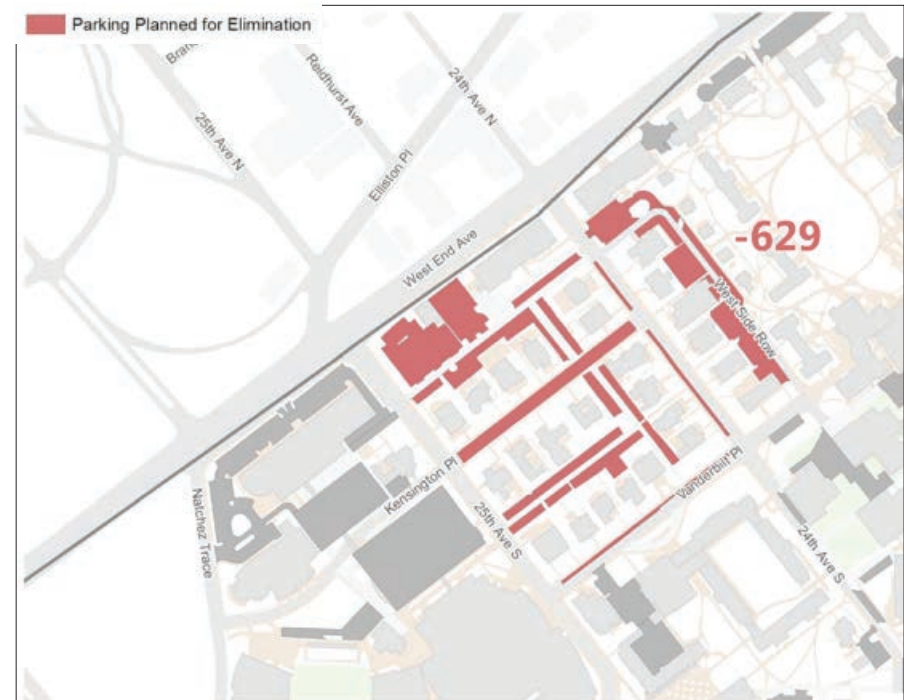 Parking Planned for Elimination
Reidhurst Ave
24th Ave N
25th Ave N
Elliston Pl
West End Ave
-629
West Side Row
Kensington Pl
Vanderbilt Pl
25th Ave S
24th Ave S
Natchez Trace